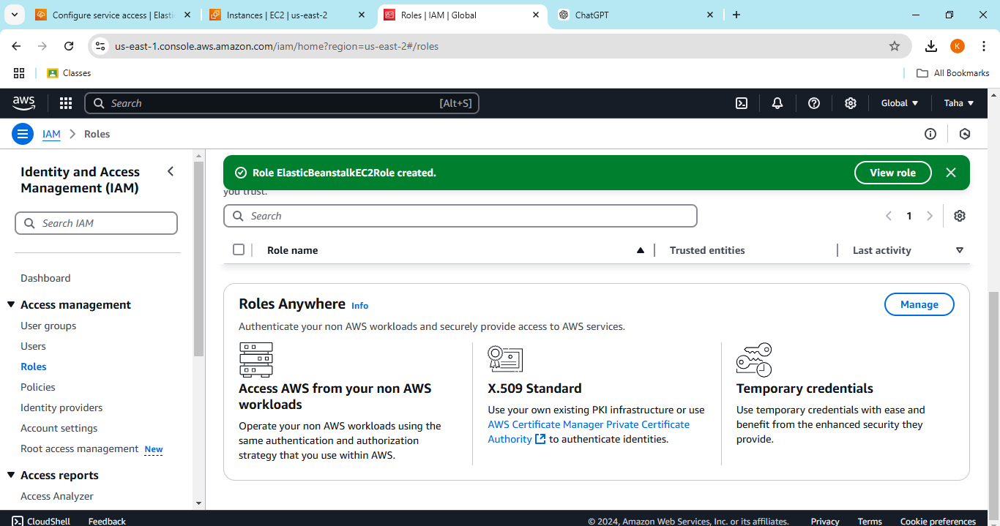 Configure service access | Elastic
Instances | EC2 | us-east-2
Roles | IAM | Global
ChatGPT
us-east-1.console.aws.amazon.com/iam/home?region=us-east-2#/roles
K
Classes
All Bookmarks
aws
Search
[Alt+S]
Global
Taha
IAM
Roles
Identity and Access
Management (IAM)
Search IAM
Dashboard
Access management
User groups
Users
Roles
Policies
Identity providers
Account settings
Root access management New
Access reports
Access Analyzer
Role ElasticBeanstalkEC2Role created.
View role
you trust.
Search
1
Role name
Trusted entities
Last activity
Roles Anywhere Info
Manage
Authenticate your non AWS workloads and securely provide access to AWS services.
Access AWS from your non AWS
workloads
Operate your non AWS workloads using the
same authentication and authorization
strategy that you use within AWS.
X.509 Standard
Use your own existing PKI infrastructure or use
AWS Certificate Manager Private Certificate
Authority to authenticate identities.
Temporary credentials
Use temporary credentials with ease and
benefit from the enhanced security they
provide.
CloudShell
Feedback
© 2024, Amazon Web Services, Inc. or its affiliates.
Privacy
Terms
Cookie preferences